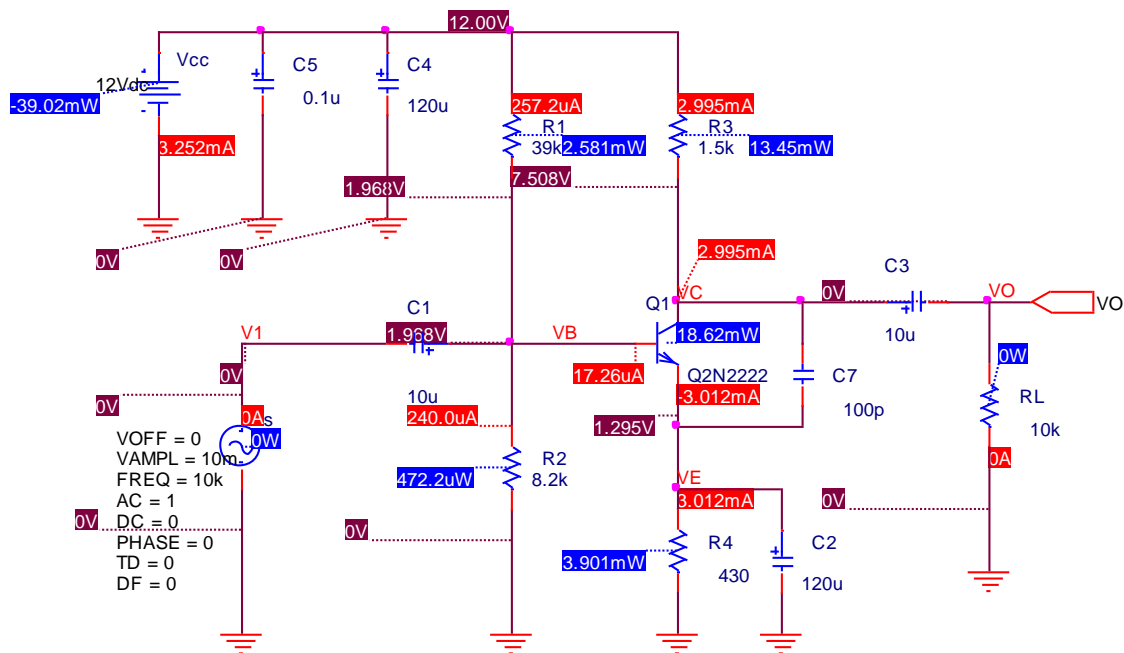 12.00V
Vcc
12Vdc
-39.02mW
3.252mA
C5
0.1u
C4
120u
257.2uA
R1
39k
2.581mW
2.995mA
R3
1.5k
13.45mW
1.968V
7.508V
0V
0V
2.995mA
C3
0V
10u
VO
VO
VC
Q1
18.62mW
Q2N2222
-3.012mA
C7
100p
0W
RL
10k
0A
0V
V1
C1
1.968V
10u
VB
17.26uA
0V
0V
0A
s
0W
VOFF = 0
VAMPL = 10m
FREQ = 10k
AC = 1
DC = 0
PHASE = 0
TD = 0
DF = 0
0V
240.0uA
R2
8.2k
472.2uW
0V
1.295V
VE
3.012mA
R4
430
3.901mW
C2
120u